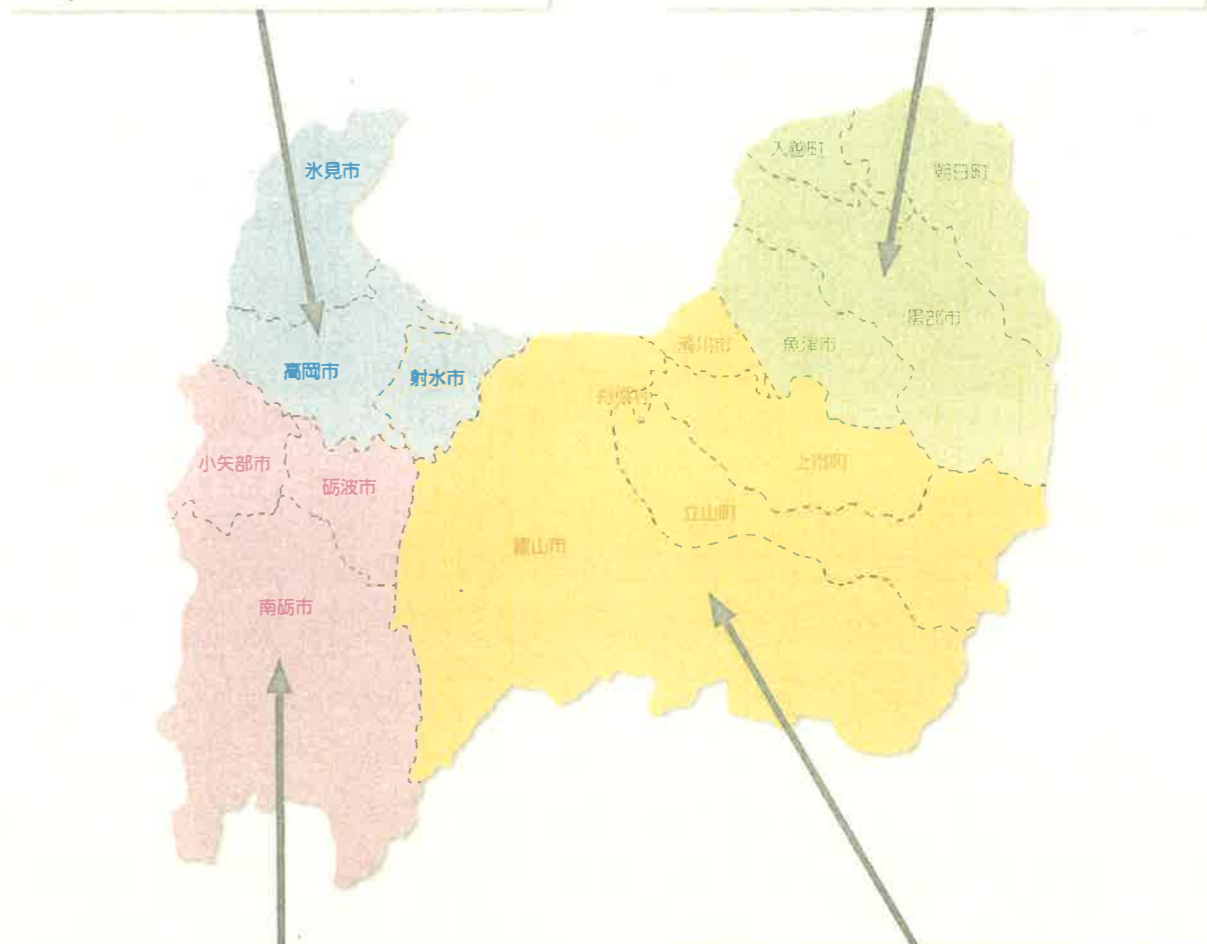 入善町
朝日町
氷見市
黒部市
魚津市
滑川市
高岡市
射水市
舟橋村
小矢部市
砺波市
上市町
立山町
富山市
南砺市